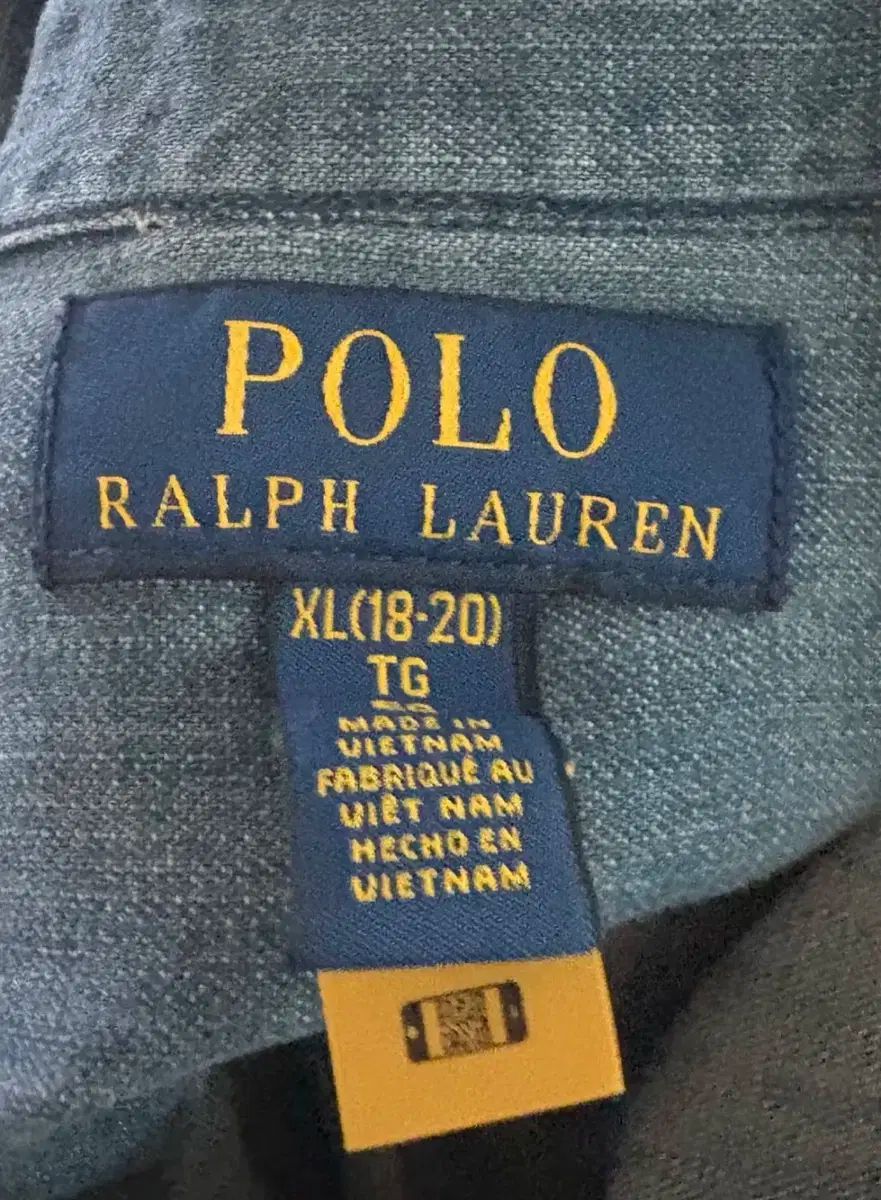 POLO
RALPH LAUREN
XL(18-20)
TG
MADE IN
VIETNAM
FABRIQUÉ AU
VIÊT NAM
HECHO EN
VIETNAM